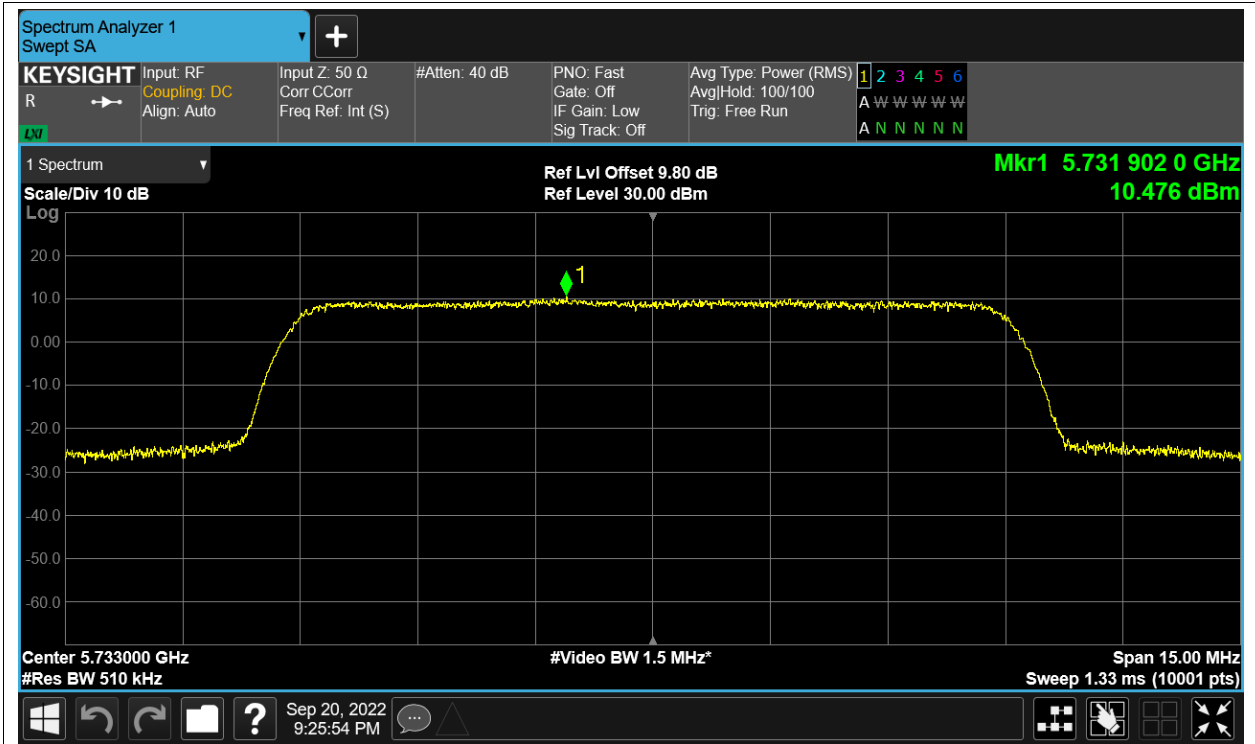 Spectrum Analyzer 1
Swept SA
+
KEYSIGHT
R
LXI
Input: RF
Coupling: DC
Align: Auto
Input Z: 50 Ω
Corr CCorr
Freq Ref: Int (S)
#Atten: 40 dB
PNO: Fast
Gate: Off
IF Gain: Low
Sig Track: Off
Avg Type: Power (RMS)
Avg|Hold: 100/100
Trig: Free Run
1 2 3 4 5 6
A W W W W W
A N N N N N
1 Spectrum
Scale/Div 10 dB
Ref Lvl Offset 9.80 dB
Ref Level 30.00 dBm
Mkr1 5.731 902 0 GHz
10.476 dBm
Log
20.0
10.0
0.00
-10.0
-20.0
-30.0
-40.0
-50.0
-60.0
1
Center 5.733000 GHz
#Res BW 510 kHz
#Video BW 1.5 MHz*
Span 15.00 MHz
Sweep 1.33 ms (10001 pts)
?
Sep 20, 2022
9:25:54 PM